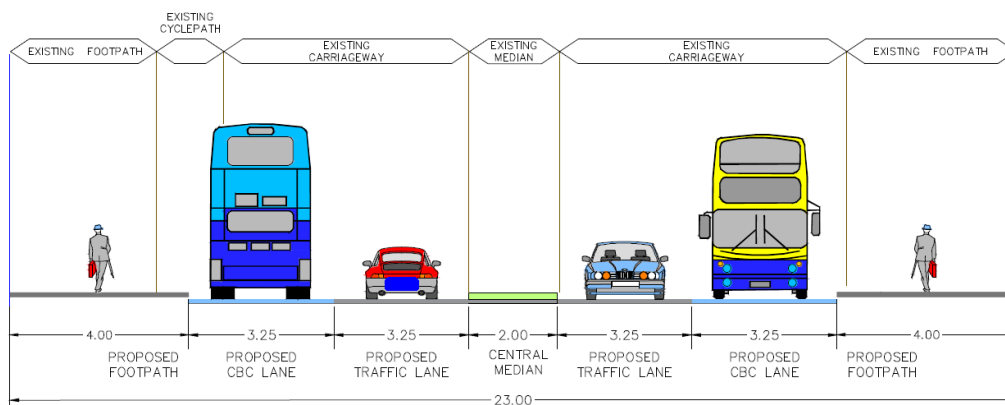 EXISTING
CYCLEPATH
EXISTING FOOTPATH
EXISTING
CARRIAGEWAY
EXISTING
MEDIAN
EXISTING
CARRIAGEWAY
EXISTING FOOTPATH
4.00
3.25
3.25
2.00
3.25
3.25
4.00
PROPOSED
FOOTPATH
PROPOSED
CBC LANE
PROPOSED
TRAFFIC LANE
CENTRAL
MEDIAN
PROPOSED
TRAFFIC LANE
PROPOSED
CBC LANE
PROPOSED
FOOTPATH
23.00